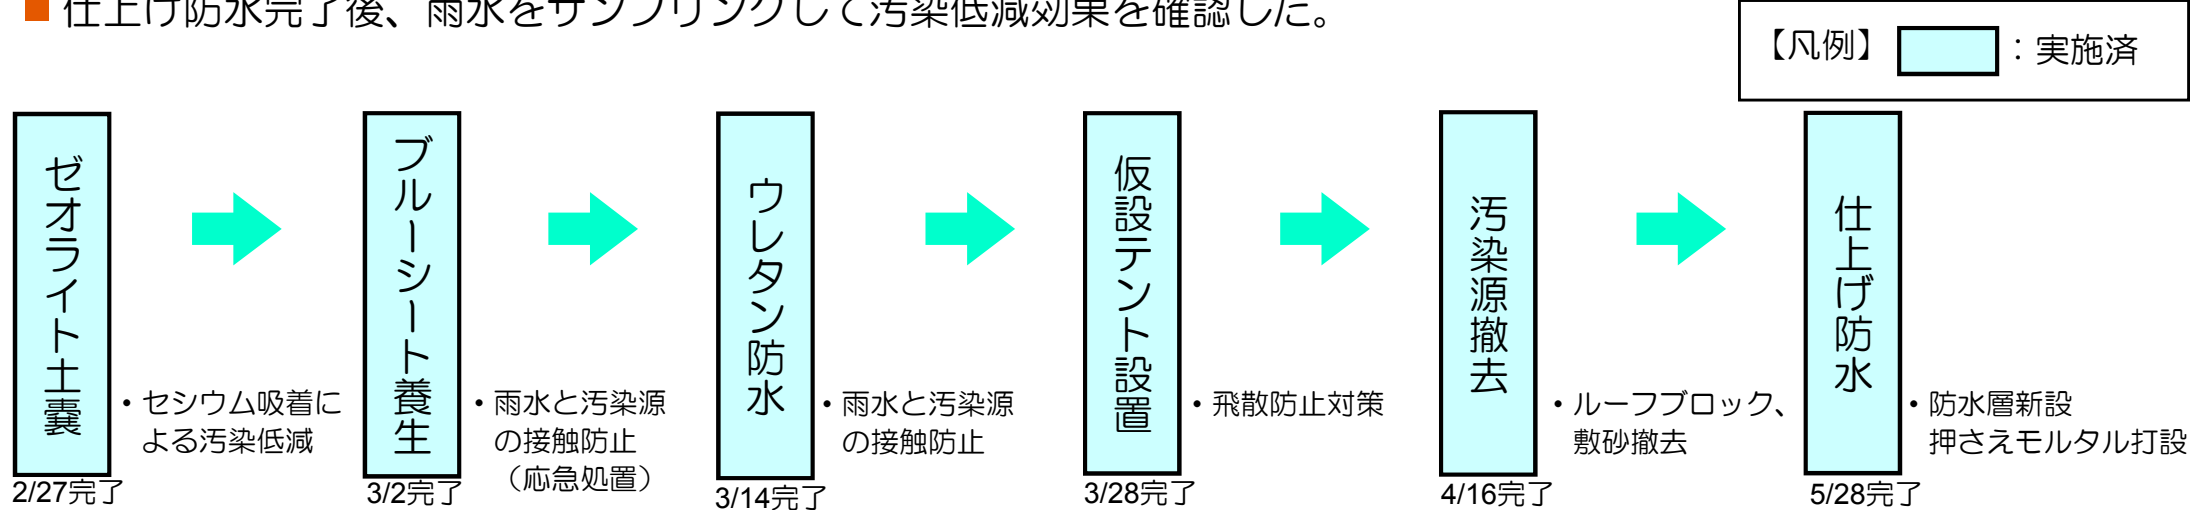 仕上げ防水完了後、雨水をサンプリングして汚染低減効果を確認した。
【凡例】 ：実施済
ゼオライト土嚢
・セシウム吸着に
よる汚染低減
2/27完了
ブルーシート養生
・雨水と汚染源
の接触防止
（応急処置）
3/2完了
ウレタン防水
・雨水と汚染源
の接触防止
3/14完了
仮設テント設置
・飛散防止対策
3/28完了
汚染源撤去
・ルーフブロック、
敷砂撤去
4/16完了
仕上げ防水
・防水層新設
押さえモルタル打設
5/28完了